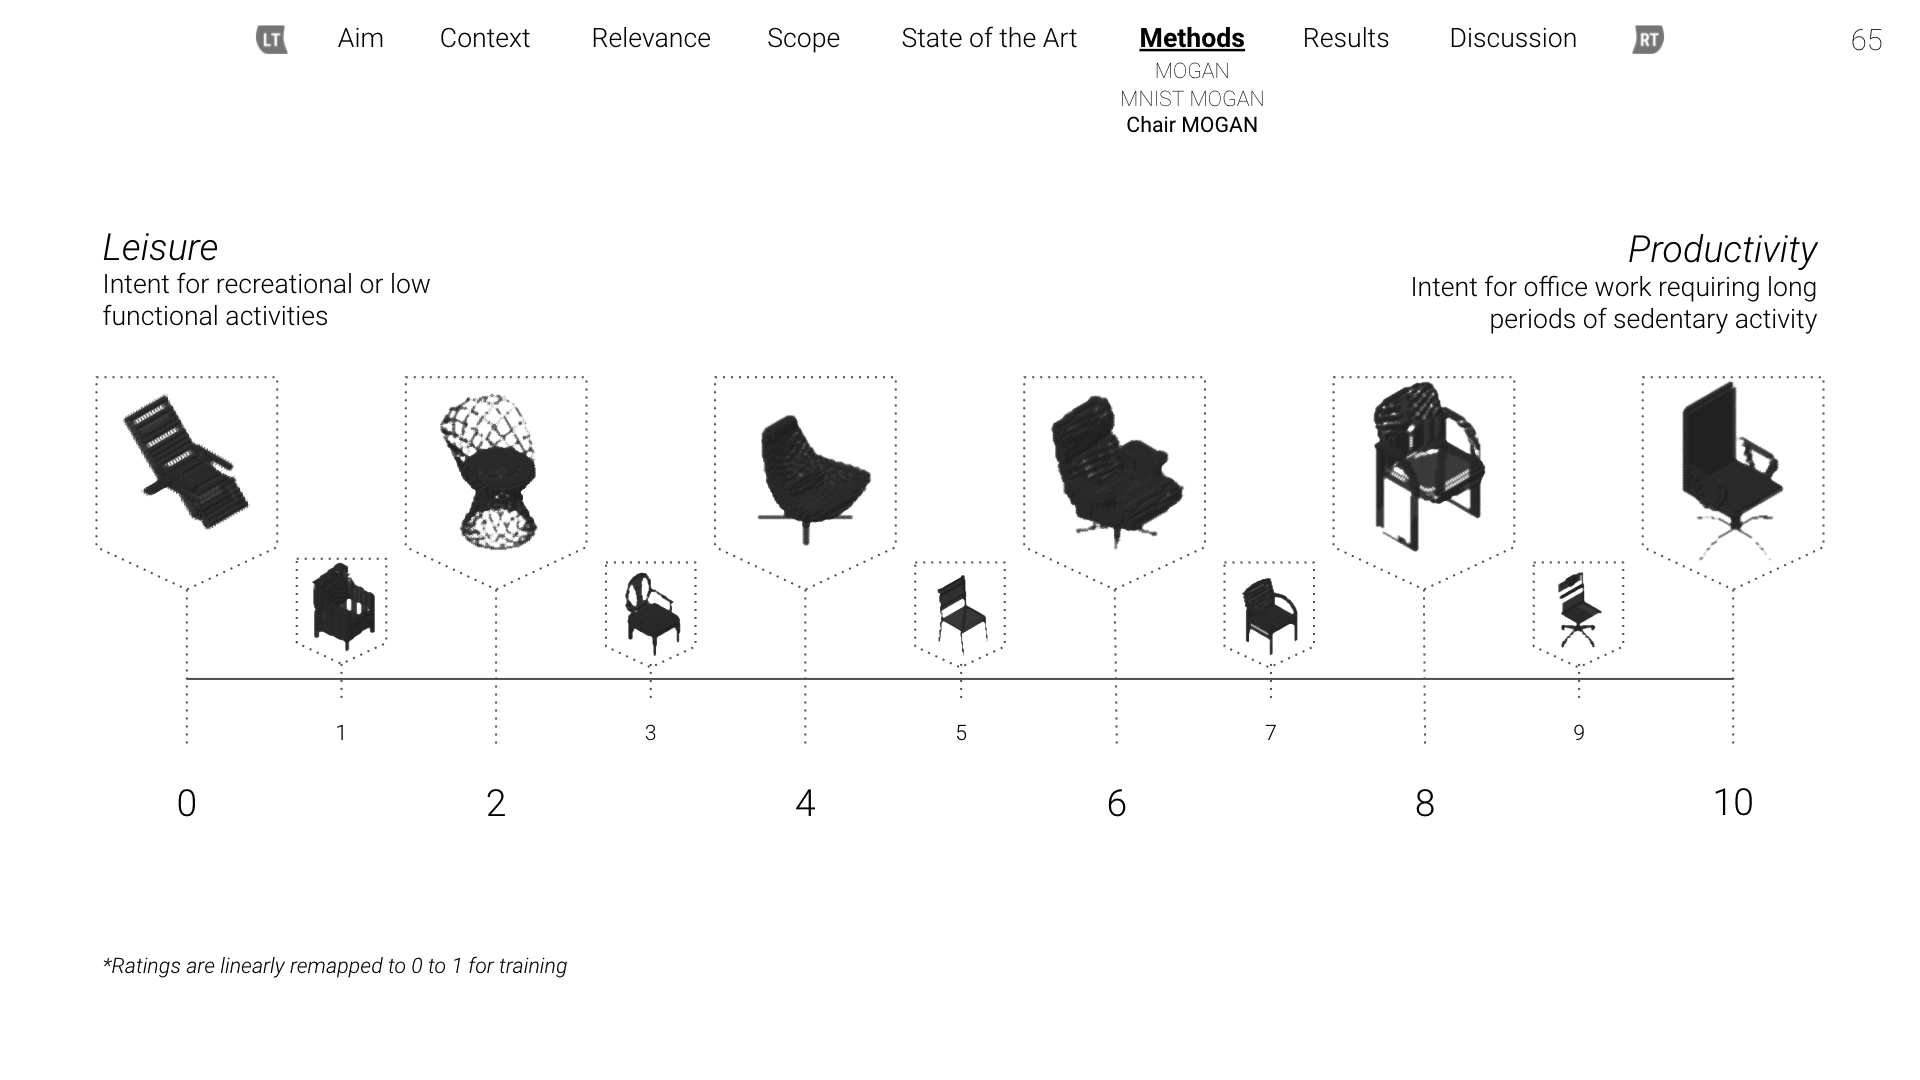 LT Aim Context Relevance Scope State of the Art Methods Results Discussion RT 65
MOGAN
MNIST MOGAN
Chair MOGAN
Leisure
Intent for recreational or low
functional activities
Productivity
Intent for office work requiring long
periods of sedentary activity
1 3 5 7 9
0 2 4 6 8 10
*Ratings are linearly remapped to 0 to 1 for training